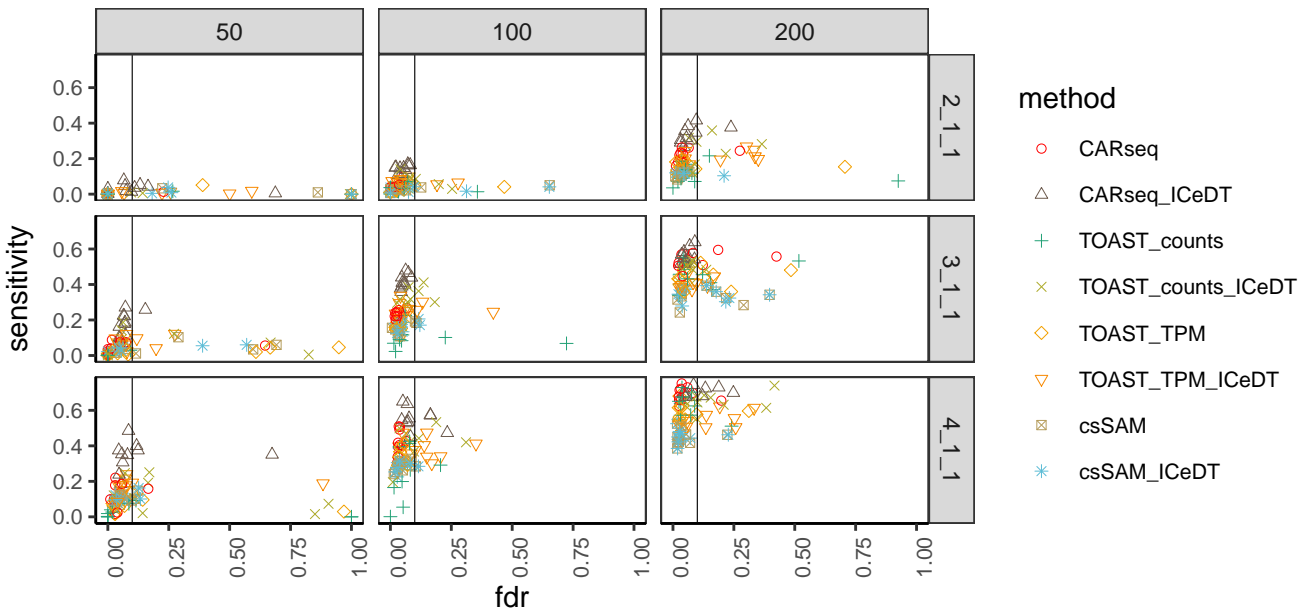 50 100 200
0.6
0.4
0.2
0.0
2_1_1
0.6
0.4
0.2
0.0
3_1_1
0.6
0.4
0.2
0.0
4_1_1
sensitivity
0.00 0.25 0.50 0.75 1.00 0.00 0.25 0.50 0.75 1.00 0.00 0.25 0.50 0.75 1.00
fdr
method
CARseq
CARseq_ICeDT
TOAST_counts
TOAST_counts_ICeDT
TOAST_TPM
TOAST_TPM_ICeDT
csSAM
csSAM_ICeDT